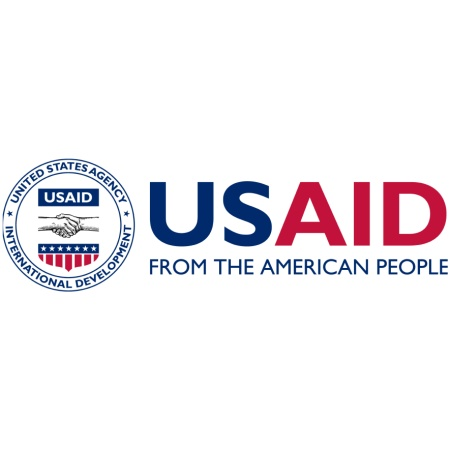 UNITED STATES AGENCY
USAID
INTERNATIONAL DEVELOPMENT
USAID
FROM THE AMERICAN PEOPLE